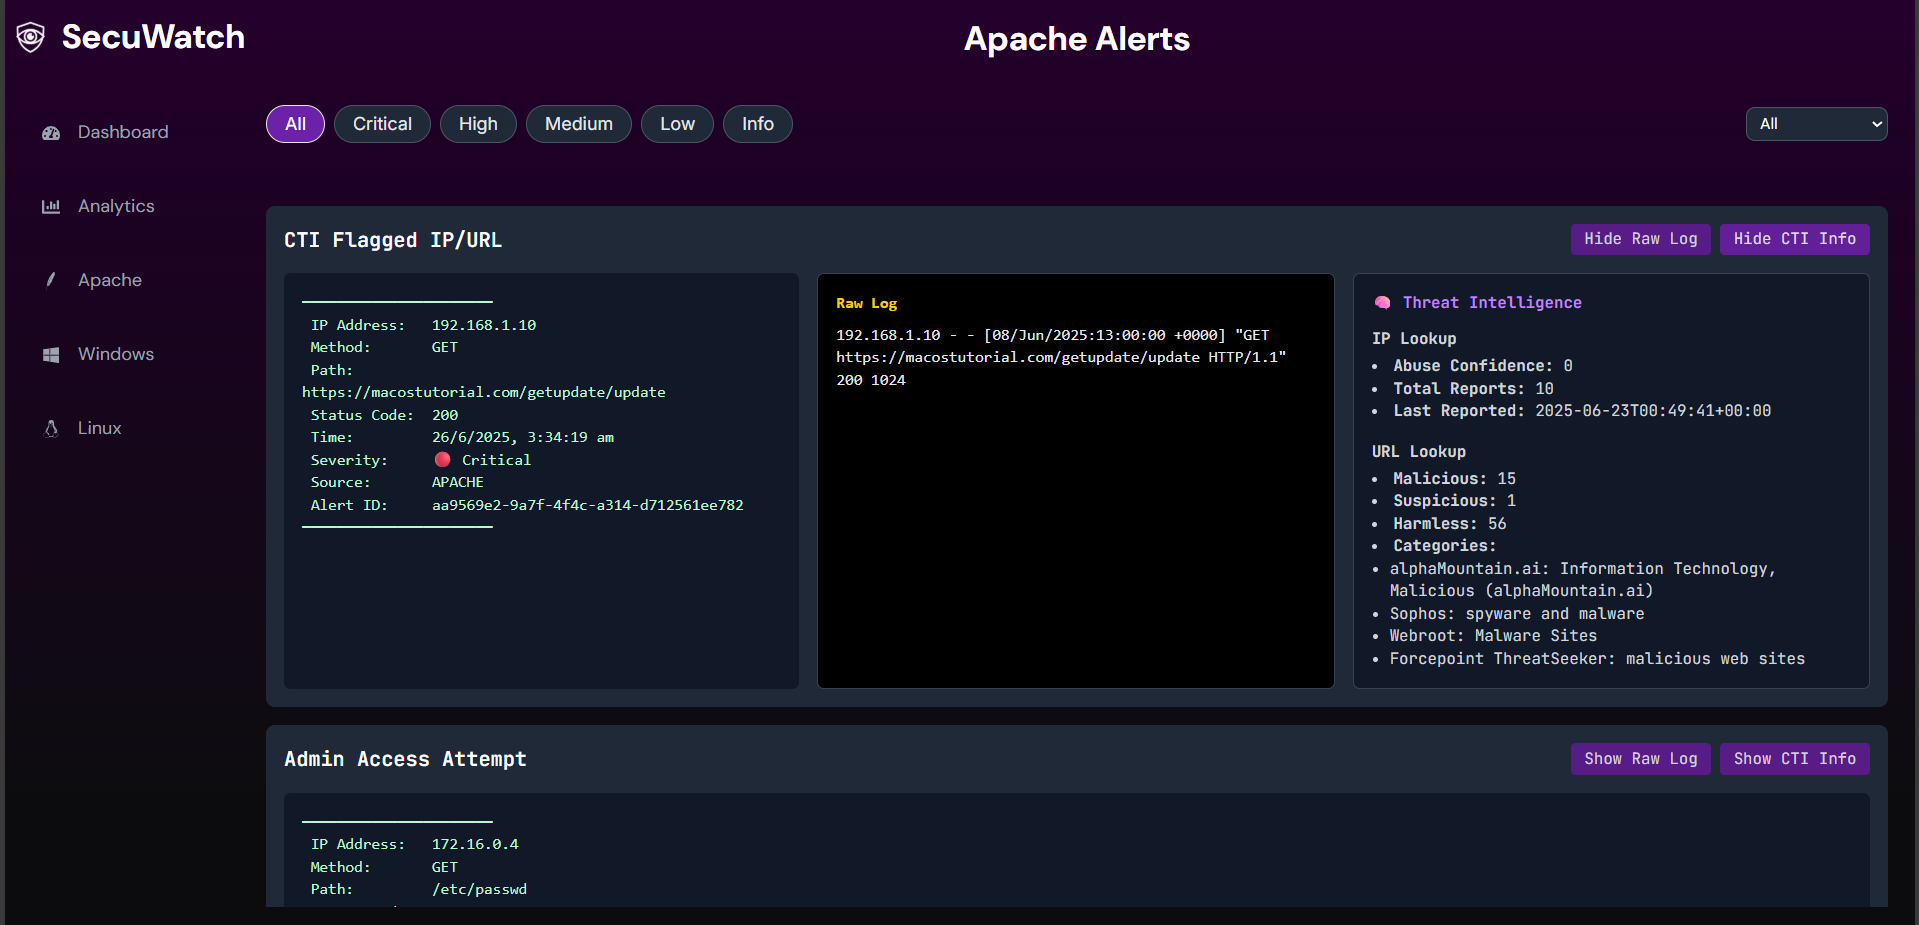 SecuWatch
Apache Alerts
Dashboard
Analytics
Apache
Windows
Linux
All
Critical
High
Medium
Low
Info
All
CTI Flagged IP/URL
Hide Raw Log
Hide CTI Info
IP Address: 192.168.1.10
Method: GET
Path:
https://macostutorial.com/getupdate/update
Status Code: 200
Time: 26/6/2025, 3:34:19 am
Severity: 🔴 Critical
Source: APACHE
Alert ID: aa9569e2-9a7f-4f4c-a314-d712561ee782
Raw Log
192.168.1.10 - - [08/Jun/2025:13:00:00 +0000] "GET
https://macostutorial.com/getupdate/update HTTP/1.1"
200 1024
🧠 Threat Intelligence
IP Lookup
• Abuse Confidence: 0
• Total Reports: 10
• Last Reported: 2025-06-23T00:49:41+00:00
URL Lookup
• Malicious: 15
• Suspicious: 1
• Harmless: 56
• Categories:
• alphaMountain.ai: Information Technology,
Malicious (alphaMountain.ai)
• Sophos: spyware and malware
• Webroot: Malware Sites
• Forcepoint ThreatSeeker: malicious web sites
Admin Access Attempt
Show Raw Log
Show CTI Info
IP Address: 172.16.0.4
Method: GET
Path: /etc/passwd